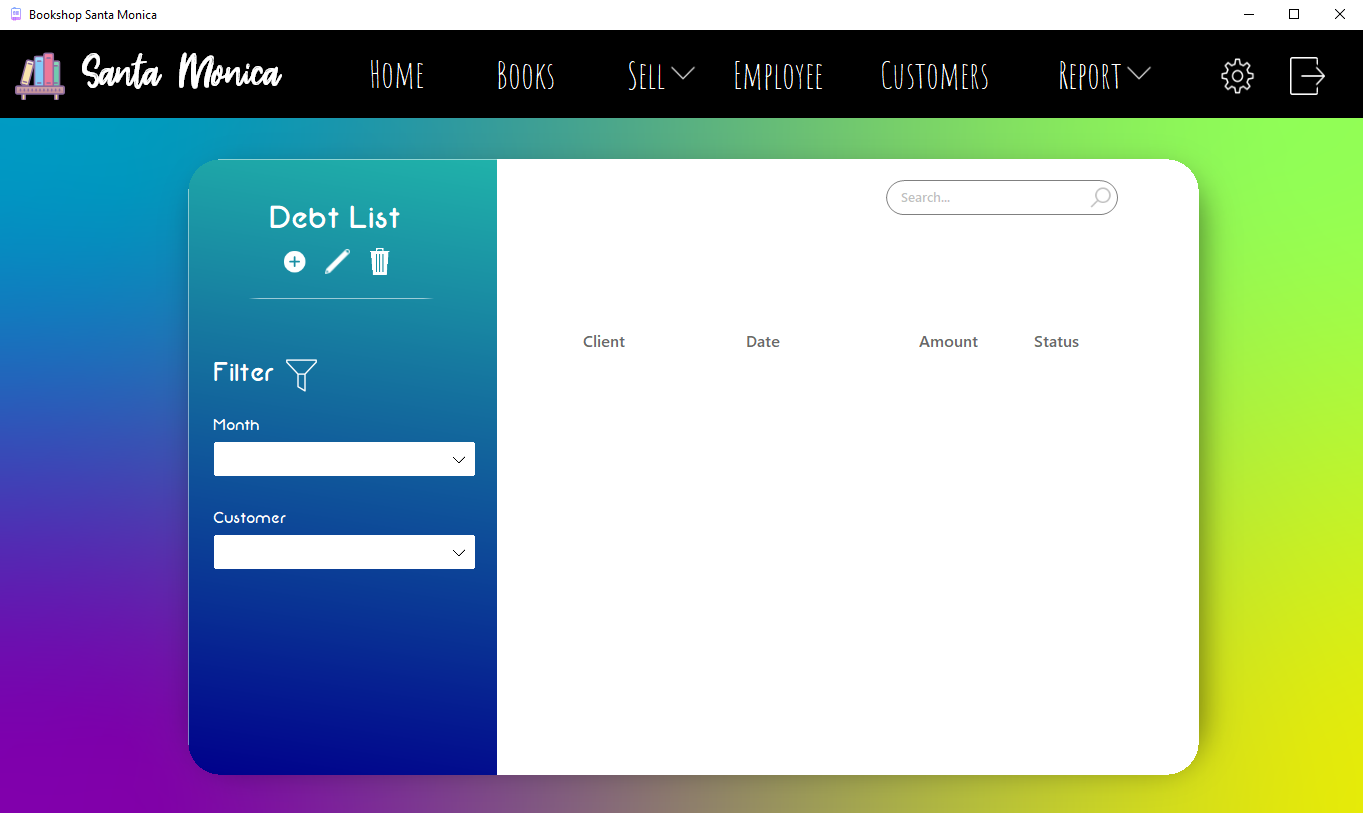 Bookshop Santa Monica
Santa Monica
Home
Books
Sell
Employee
Customers
Report
Debt List
Search...
Client
Date
Amount
Status
Filter
Month
Customer